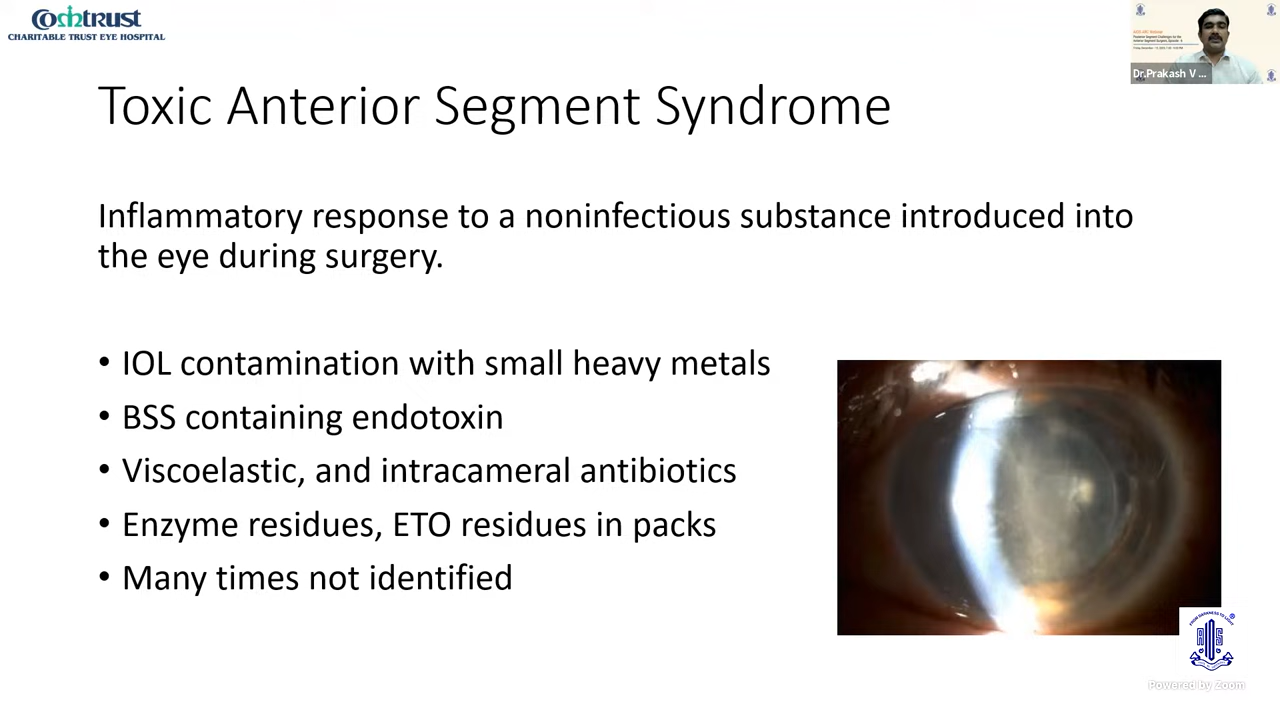 Comtrust
CHARITABLE TRUST EYE HOSPITAL
Dr.Prakash V ...
Toxic Anterior Segment Syndrome
Inflammatory response to a noninfectious substance introduced into
the eye during surgery.
• IOL contamination with small heavy metals
• BSS containing endotoxin
• Viscoelastic, and intracameral antibiotics
• Enzyme residues, ETO residues in packs
• Many times not identified
Powered by Zoom